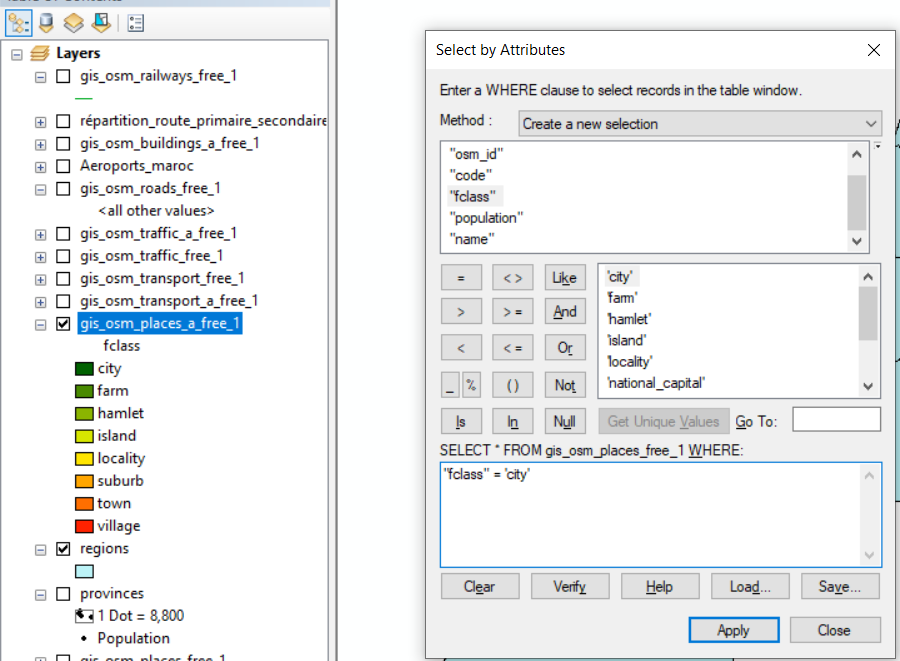 Table Of Contents
Layers
gis_osm_railways_free_1
répartition_route_primaire_secondaire
gis_osm_buildings_a_free_1
Aeroports_maroc
gis_osm_roads_free_1
<all other values>
gis_osm_traffic_a_free_1
gis_osm_traffic_free_1
gis_osm_transport_free_1
gis_osm_transport_a_free_1
gis_osm_places_a_free_1
fclass
city
farm
hamlet
island
locality
suburb
town
village
regions
provinces
1 Dot = 8,800
Population
gis_osm_places_free_1
Select by Attributes
Enter a WHERE clause to select records in the table window.
Method : Create a new selection
"osm_id"
"code"
"fclass"
"population"
"name"
= < > Like
> > = And
< < = Or
_ % ( ) Not
Is In Null
'city'
'farm'
'hamlet'
'island'
'locality'
'national_capital'
Get Unique Values Go To:
SELECT * FROM gis_osm_places_free_1 WHERE:
"fclass" = 'city'
Clear Verify Help Load... Save...
Apply Close